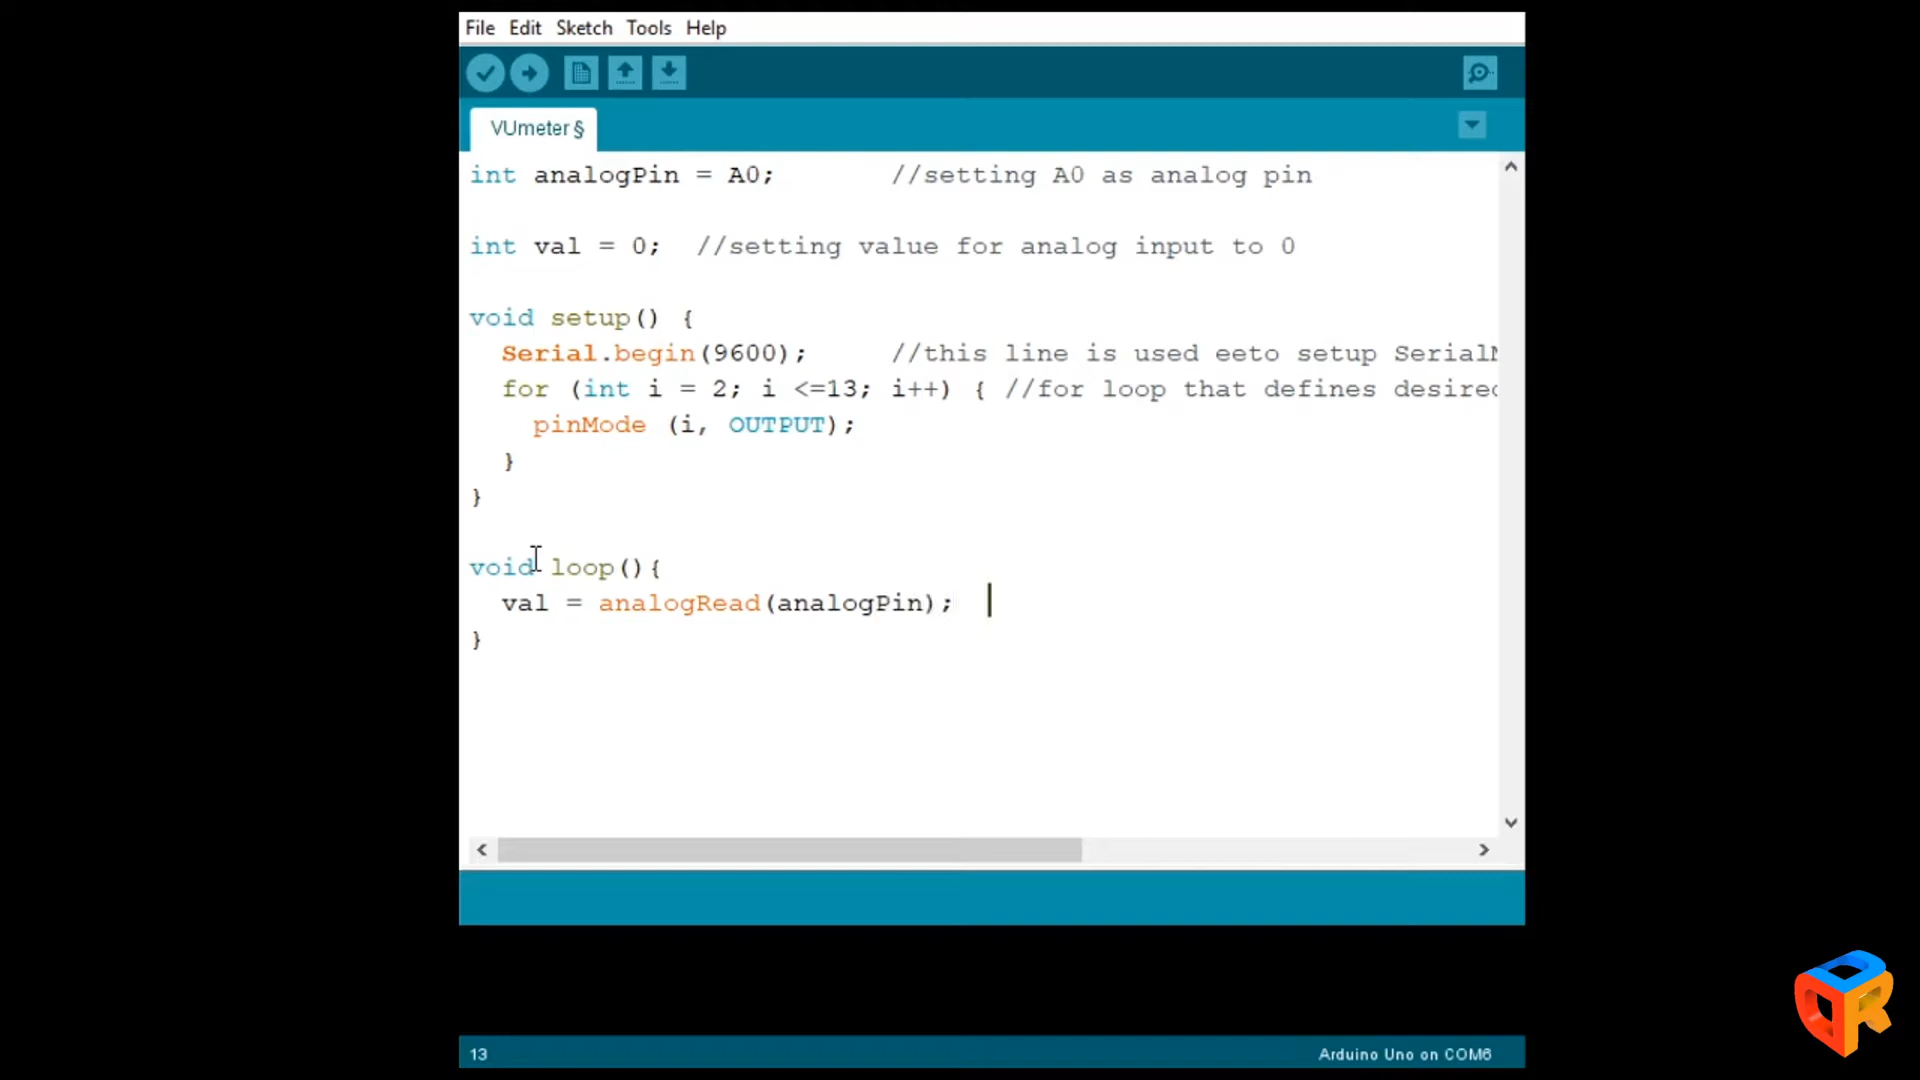 File Edit Sketch Tools Help
VUmeter §
int analogPin = A0; //setting A0 as analog pin
int val = 0; //setting value for analog input to 0
void setup() {
Serial.begin(9600); //this line is used eeto setup Serial
for (int i = 2; i <=13; i++) { //for loop that defines desired
pinMode (i, OUTPUT);
}
}
void loop(){
val = analogRead(analogPin);
}
13 Arduino Uno on COM6